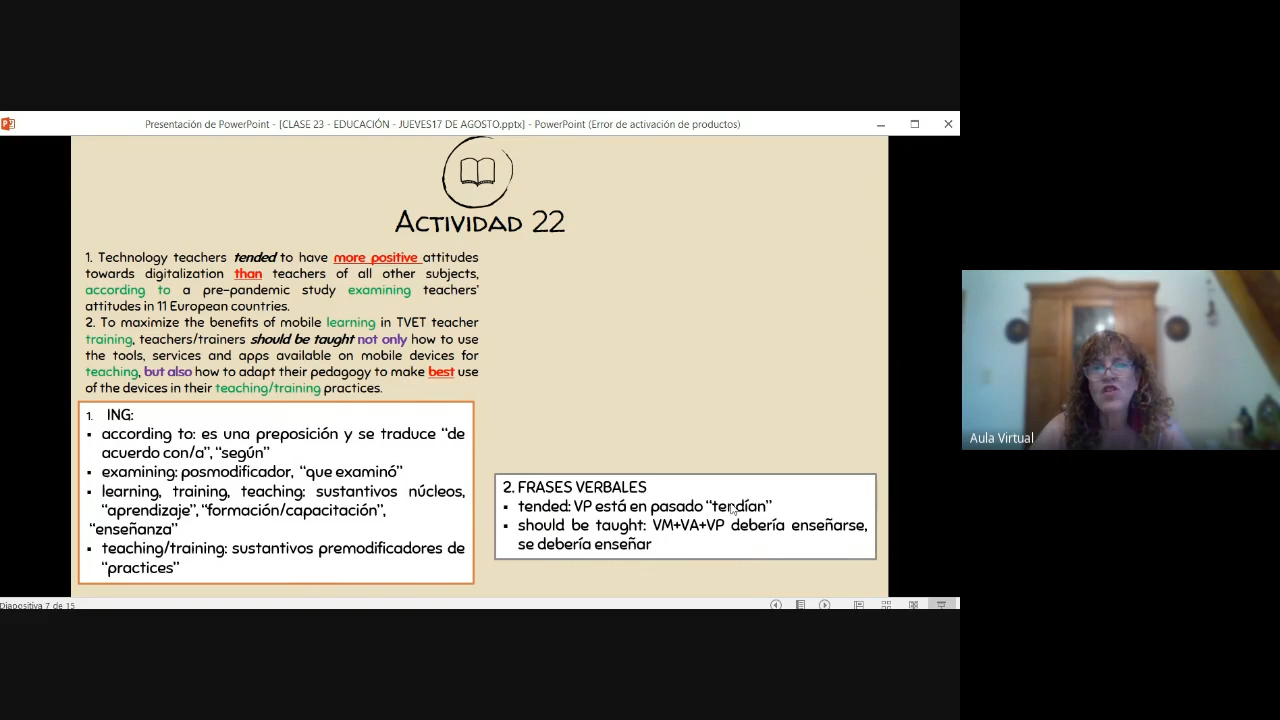 Presentación de PowerPoint - [CLASE 23 - EDUCACIÓN - JUEVES17 DE AGOSTO.pptx] - PowerPoint (Error de activación de productos)
Actividad 22
1. Technology teachers tended to have more positive attitudes
towards digitalization than teachers of all other subjects,
according to a pre-pandemic study examining teachers'
attitudes in 11 European countries.
2. To maximize the benefits of mobile learning in TVET teacher
training, teachers/trainers should be taught not only how to use
the tools, services and apps available on mobile devices for
teaching, but also how to adapt their pedagogy to make best use
of the devices in their teaching/training practices.
1. ING:
▪ according to: es una preposición y se traduce "de
acuerdo con/a", "según"
▪ examining: posmodificador, "que examinó"
▪ learning, training, teaching: sustantivos núcleos,
"aprendizaje", "formación/capacitación",
"enseñanza"
▪ teaching/training: sustantivos premodificadores de
"practices"
2. FRASES VERBALES
▪ tended: VP está en pasado "tendían"
▪ should be taught: VM+VA+VP debería enseñarse,
se debería enseñar
Diapositiva 7 de 15
Aula Virtual